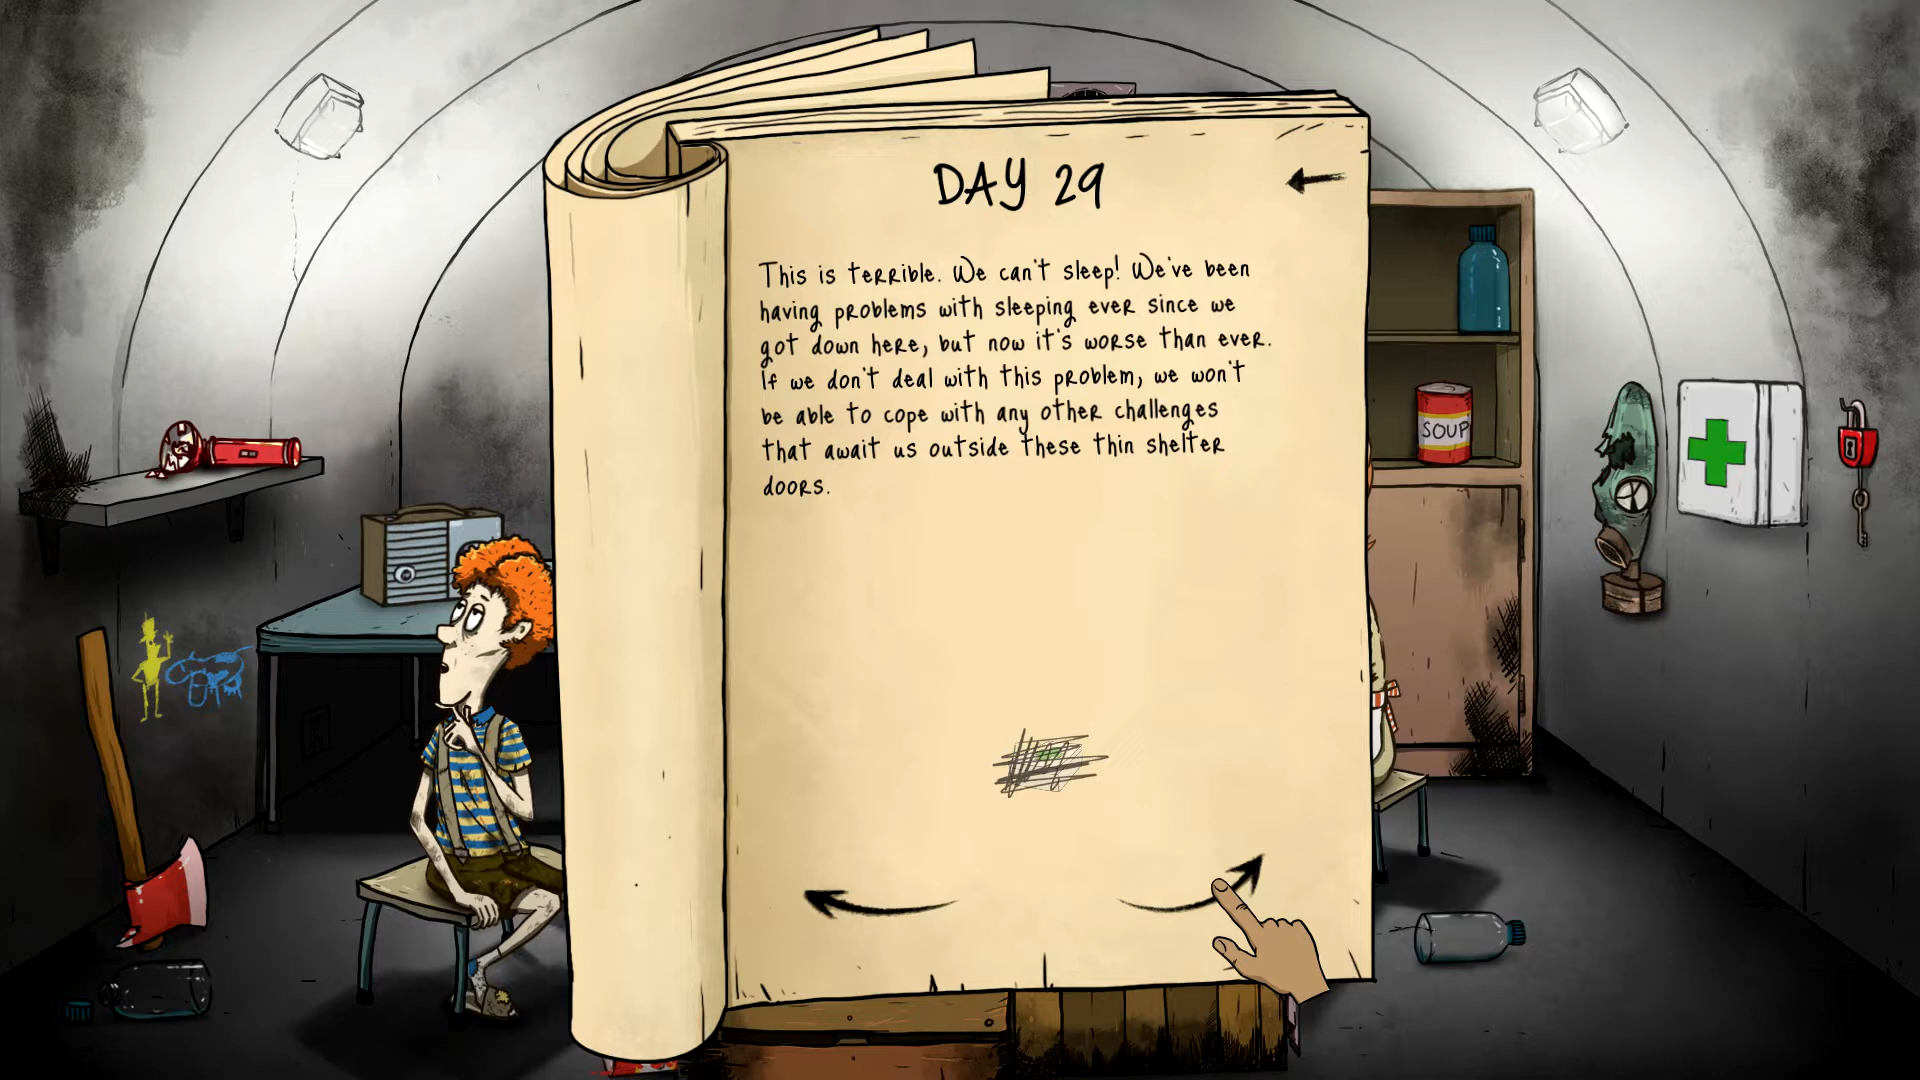 DAY 29
This is terrible. We can't sleep! We've been
having problems with sleeping ever since we
got down here, but now it's worse than ever.
If we don't deal with this problem, we won't
be able to cope with any other challenges
that await us outside these thin shelter
doors.
SOUP